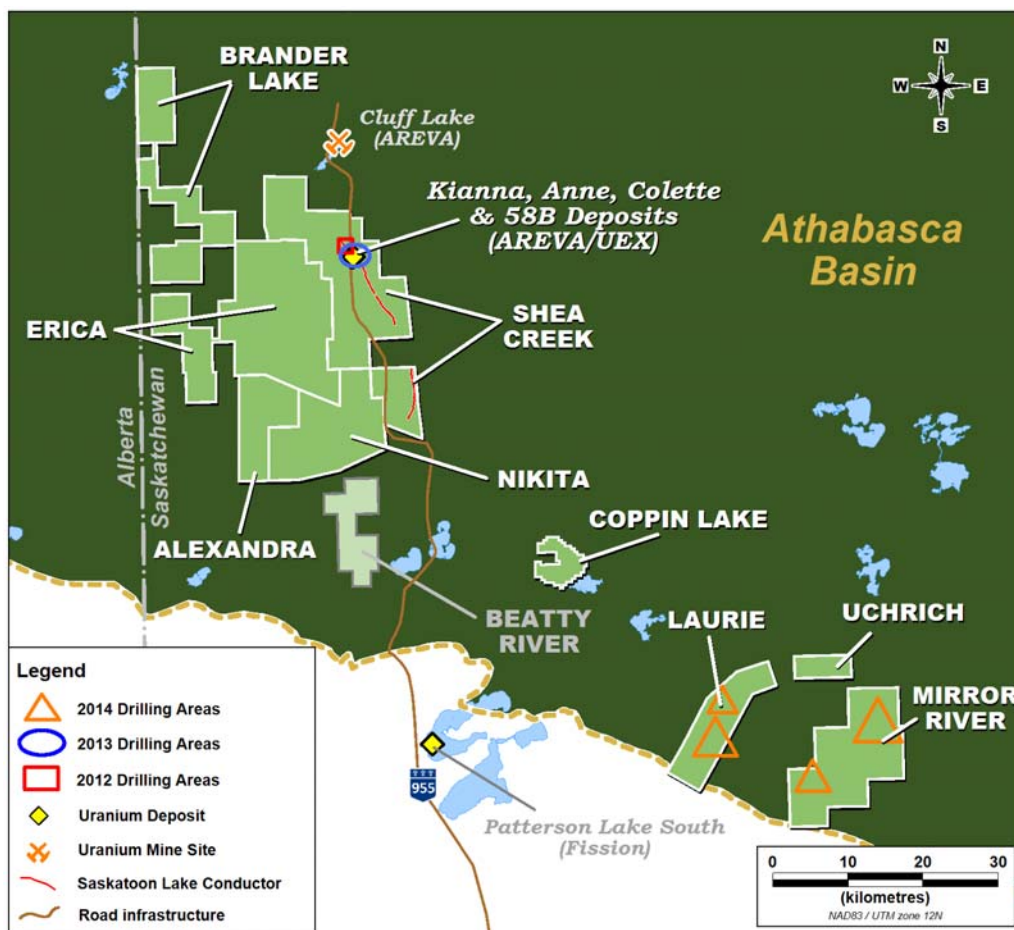 BRANDER
LAKE
N
W
E
S
Cluff Lake
(AREVA)
Kianna, Anne, Colette
& 58B Deposits
(AREVA/UEX)
Athabasca
Basin
ERICA
SHEA
CREEK
Alberta
Saskatchewan
NIKITA
ALEXANDRA
COPPIN LAKE
BEATTY
RIVER
LAURIE
UCHRICH
MIRROR
RIVER
955
Patterson Lake South
(Fission)
Legend
2014 Drilling Areas
2013 Drilling Areas
2012 Drilling Areas
Uranium Deposit
Uranium Mine Site
Saskatoon Lake Conductor
Road infrastructure
0 10 20 30
(kilometres)
NAD83 / UTM zone 12N